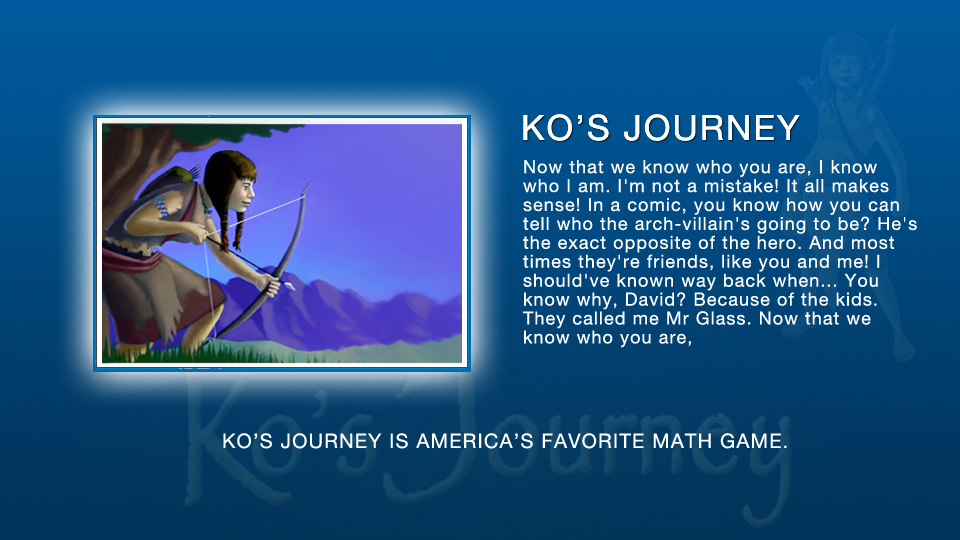 KO'S JOURNEY
Now that we know who you are, I know
who I am. I'm not a mistake! It all makes
sense! In a comic, you know how you can
tell who the arch-villain's going to be? He's
the exact opposite of the hero. And most
times they're friends, like you and me! I
should've known way back when... You
know why, David? Because of the kids.
They called me Mr Glass. Now that we
know who you are,
Ko's Journey
KO'S JOURNEY IS AMERICA'S FAVORITE MATH GAME.